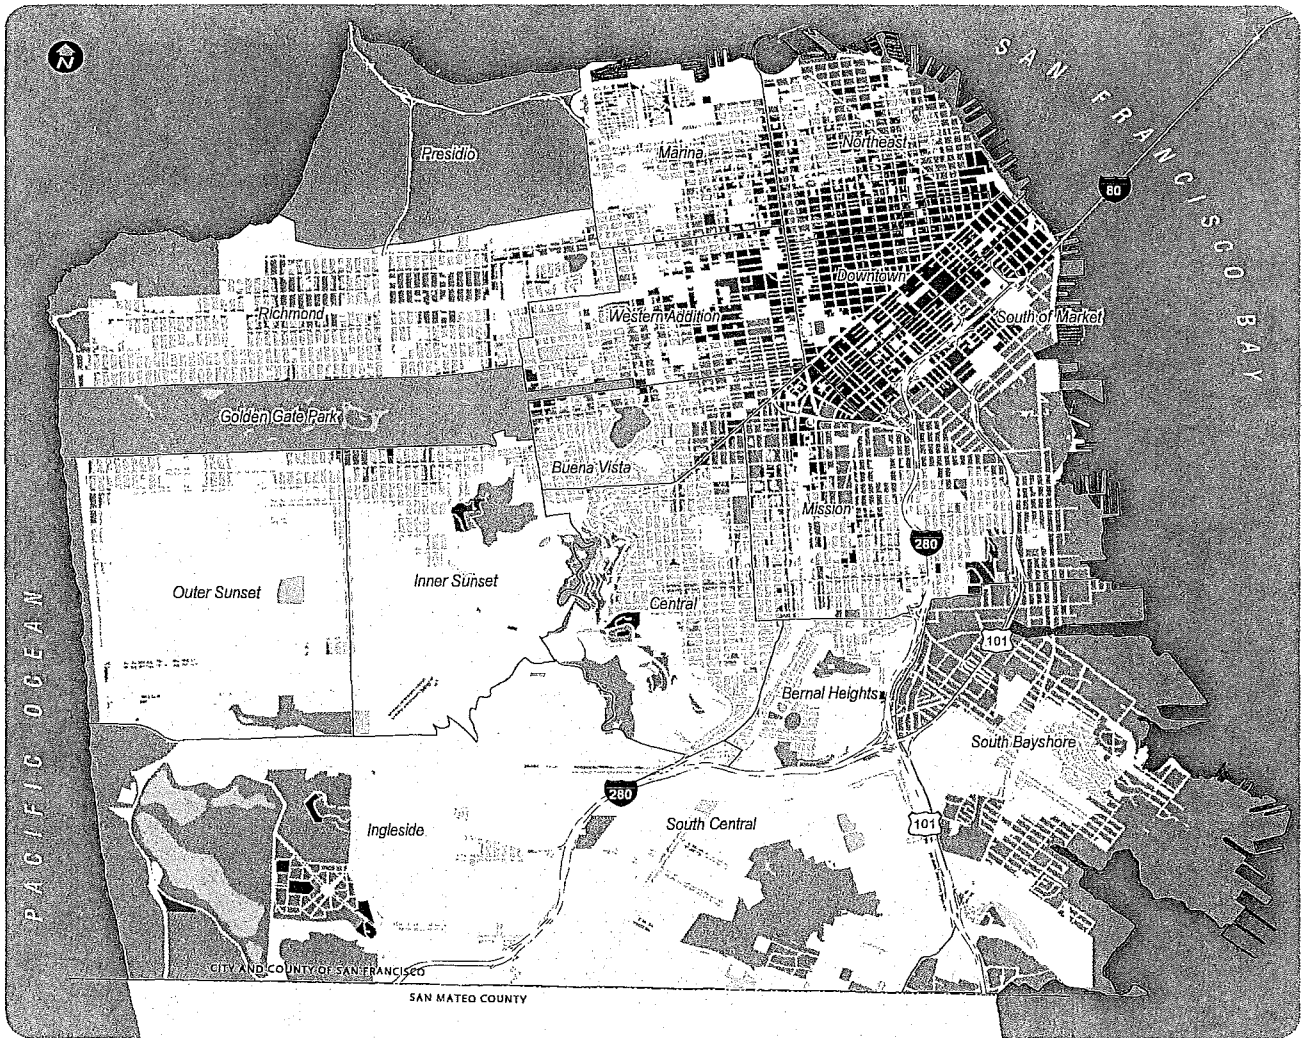 N
SAN FRANCISCO BAY
80
Presidio
Marina
Northeast
Downtown
Richmond
Western Addition
South of Market
Golden Gate Park
Buena Vista
Mission
280
Outer Sunset
Inner Sunset
Central
101
Bernal Heights
South Bayshore
280
Ingleside
South Central
101
PACIFIC OCEAN
CITY AND COUNTY OF SAN FRANCISCO
SAN MATEO COUNTY